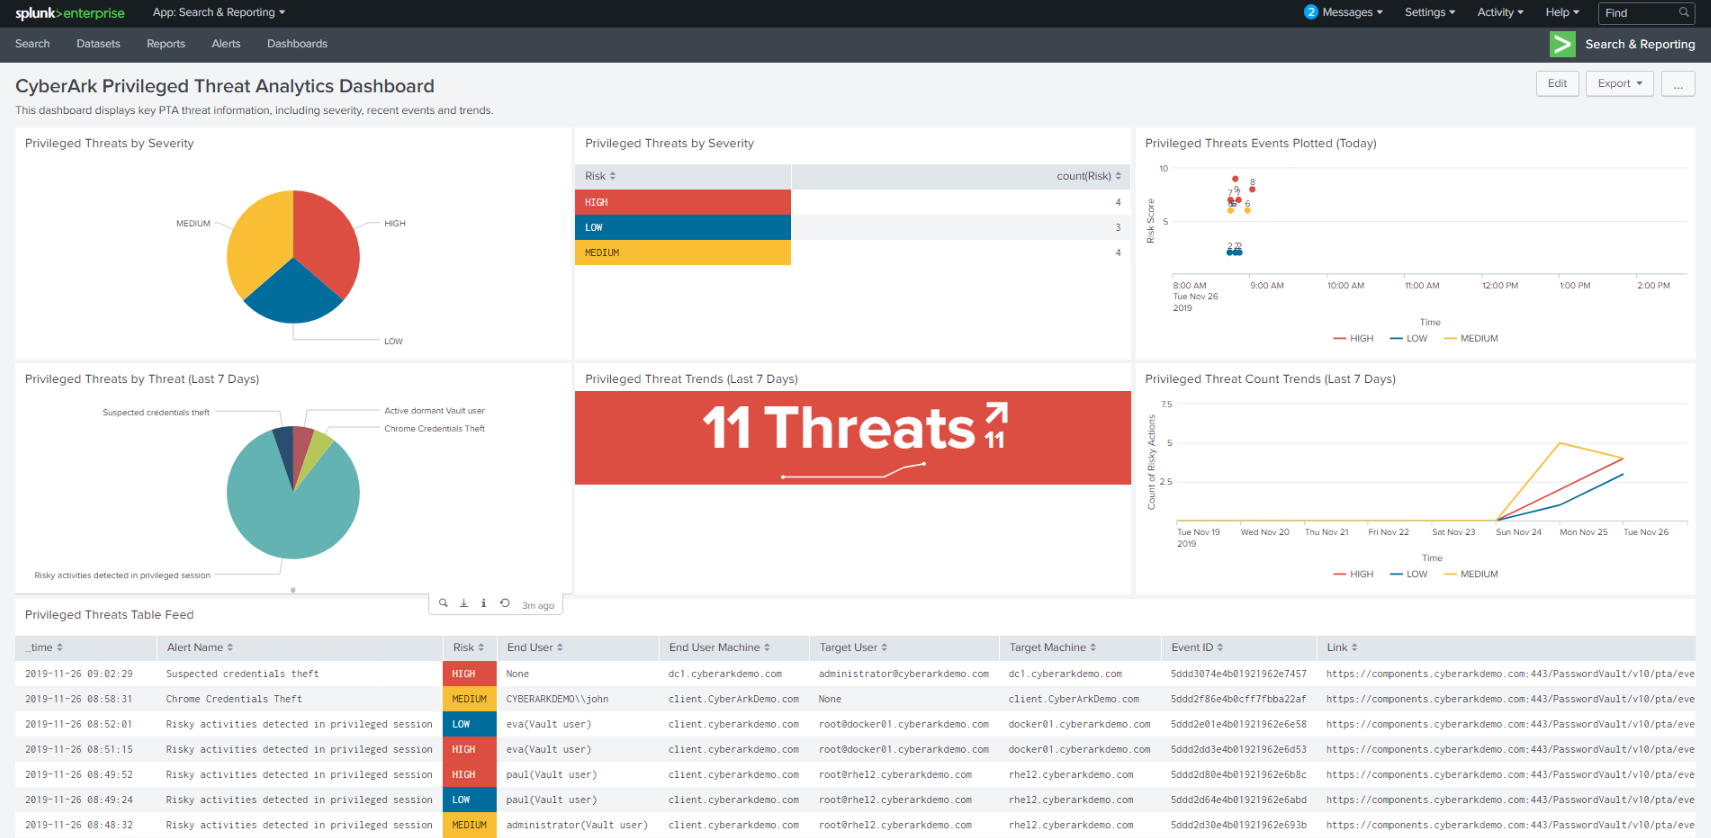 splunk>enterprise App: Search & Reporting 2 Messages Settings Activity Help Find
Search Datasets Reports Alerts Dashboards Search & Reporting
CyberArk Privileged Threat Analytics Dashboard Edit Export ...
This dashboard displays key PTA threat information, including severity, recent events and trends.
Privileged Threats by Severity
MEDIUM
HIGH
LOW
Privileged Threats by Severity
Risk count(Risk)
HIGH 4
LOW 3
MEDIUM 4
Privileged Threats Events Plotted (Today)
Risk Score
10
5
8
9
7 7
6
2 2 2
8:00 AM 9:00 AM 10:00 AM 11:00 AM 12:00 PM 1:00 PM 2:00 PM
Tue Nov 26
2019
Time
HIGH LOW MEDIUM
Privileged Threats by Threat (Last 7 Days)
Suspected credentials theft
Active dormant Vault user
Chrome Credentials Theft
Risky activities detected in privileged session
3m ago
Privileged Threat Trends (Last 7 Days)
11 Threats
11
Privileged Threat Count Trends (Last 7 Days)
Count of Risky Actions
7.5
5
2.5
Tue Nov 19 Wed Nov 20 Thu Nov 21 Fri Nov 22 Sat Nov 23 Sun Nov 24 Mon Nov 25 Tue Nov 26
2019
Time
HIGH LOW MEDIUM
Privileged Threats Table Feed
_time Alert Name Risk End User End User Machine Target User Target Machine Event ID Link
2019-11-26 09:02:29 Suspected credentials theft HIGH None dc1.cyberarkdemo.com administrator@cyberarkdemo.com dc1.cyberarkdemo.com 5ddd3074e4b01921962e7457 https://components.cyberarkdemo.com:443/PasswordVault/v10/pta/eve
2019-11-26 08:58:31 Chrome Credentials Theft MEDIUM CYBERARKDEMO\\john client.CyberArkDemo.com None client.CyberArkDemo.com 5ddd2f86e4b0cff7fbba22af https://components.cyberarkdemo.com:443/PasswordVault/v10/pta/eve
2019-11-26 08:52:01 Risky activities detected in privileged session LOW eva(Vault user) client.cyberarkdemo.com root@docker01.cyberarkdemo.com docker01.cyberarkdemo.com 5ddd2e01e4b01921962e6e58 https://components.cyberarkdemo.com:443/PasswordVault/v10/pta/eve
2019-11-26 08:51:15 Risky activities detected in privileged session HIGH eva(Vault user) client.cyberarkdemo.com root@docker01.cyberarkdemo.com docker01.cyberarkdemo.com 5ddd2dd3e4b01921962e6d53 https://components.cyberarkdemo.com:443/PasswordVault/v10/pta/eve
2019-11-26 08:49:52 Risky activities detected in privileged session HIGH paul(Vault user) client.cyberarkdemo.com root@rhel2.cyberarkdemo.com rhel2.cyberarkdemo.com 5ddd2d80e4b01921962e6b8c https://components.cyberarkdemo.com:443/PasswordVault/v10/pta/eve
2019-11-26 08:49:24 Risky activities detected in privileged session LOW paul(Vault user) client.cyberarkdemo.com root@rhel2.cyberarkdemo.com rhel2.cyberarkdemo.com 5ddd2d64e4b01921962e6abd https://components.cyberarkdemo.com:443/PasswordVault/v10/pta/eve
2019-11-26 08:48:32 Risky activities detected in privileged session MEDIUM administrator(Vault user) client.cyberarkdemo.com root@rhel2.cyberarkdemo.com rhel2.cyberarkdemo.com 5ddd2d30e4b01921962e693b https://components.cyberarkdemo.com:443/PasswordVault/v10/pta/eve